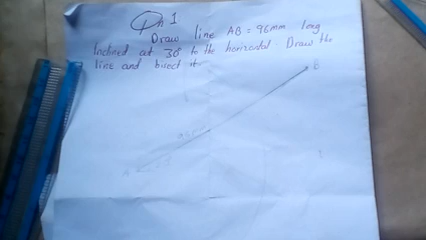 Qn 1
Draw line AB = 96mm long
Inclined at 30° to the horizontal. Draw the
line and bisect it.
B
A